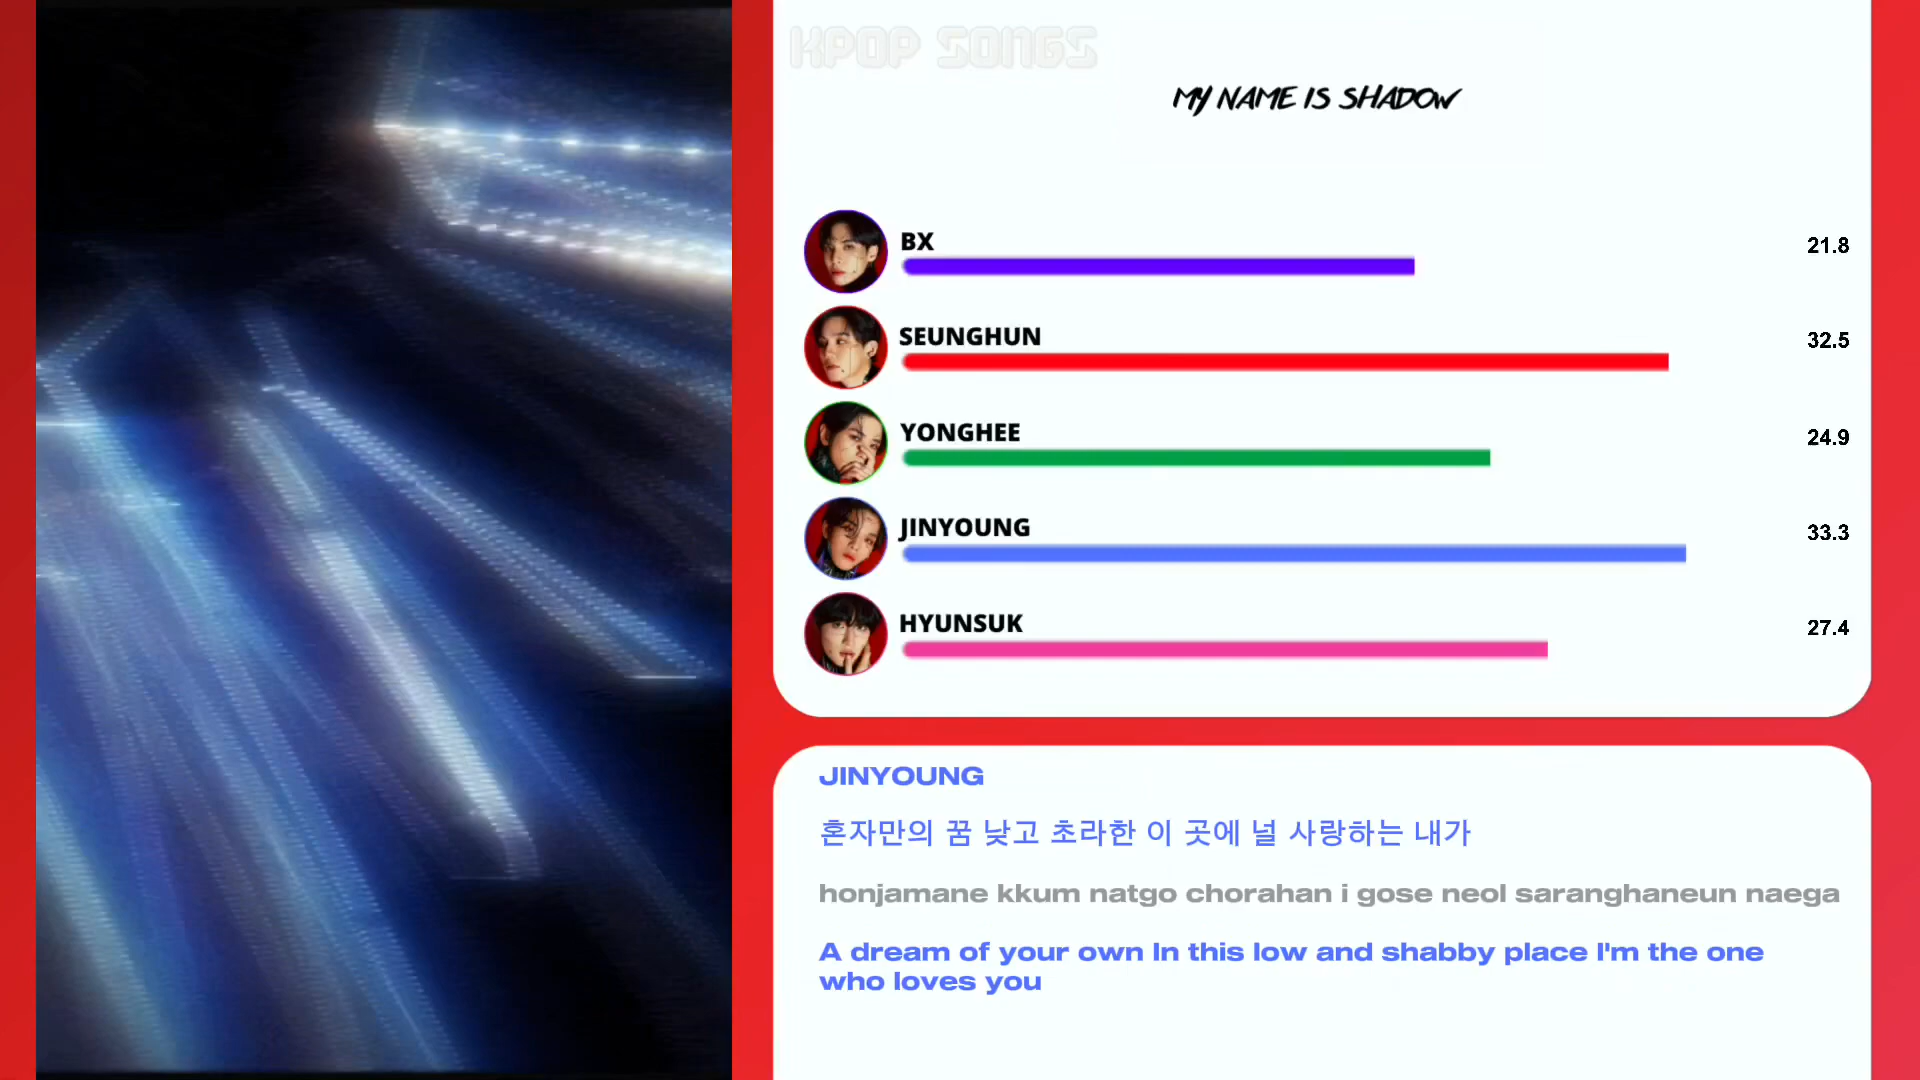 KPOP SONGS
MY NAME IS SHADOW
BX
21.8
SEUNGHUN
32.5
YONGHEE
24.9
JINYOUNG
33.3
HYUNSUK
27.4
JINYOUNG
혼자만의 꿈 낮고 초라한 이 곳에 널 사랑하는 내가
honjamane kkum natgo chorahan i gose neol saranghaneun naega
A dream of your own In this low and shabby place I'm the one
who loves you